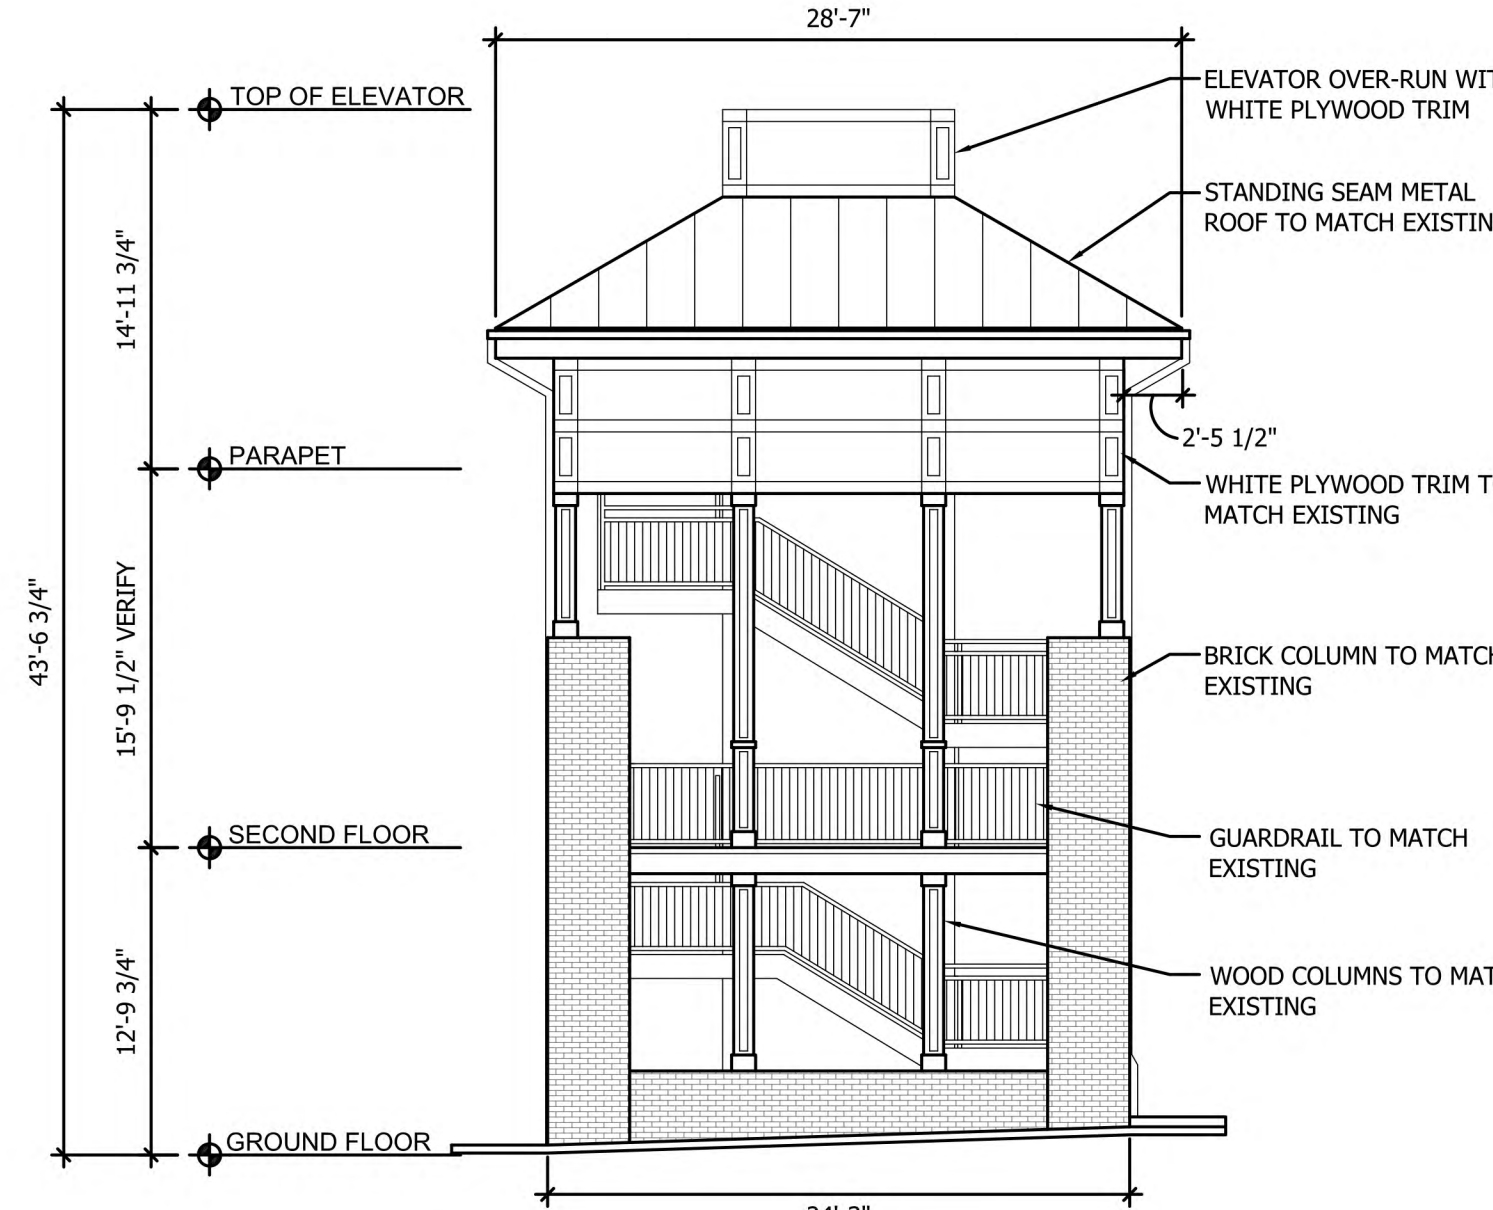 28'-7"
TOP OF ELEVATOR
ELEVATOR OVER-RUN WIT
WHITE PLYWOOD TRIM
STANDING SEAM METAL
ROOF TO MATCH EXISTIN
14'-11 3/4"
2'-5 1/2"
PARAPET
WHITE PLYWOOD TRIM T
MATCH EXISTING
43'-6 3/4"
15'-9 1/2" VERIFY
BRICK COLUMN TO MATCH
EXISTING
SECOND FLOOR
GUARDRAIL TO MATCH
EXISTING
12'-9 3/4"
WOOD COLUMNS TO MAT
EXISTING
GROUND FLOOR